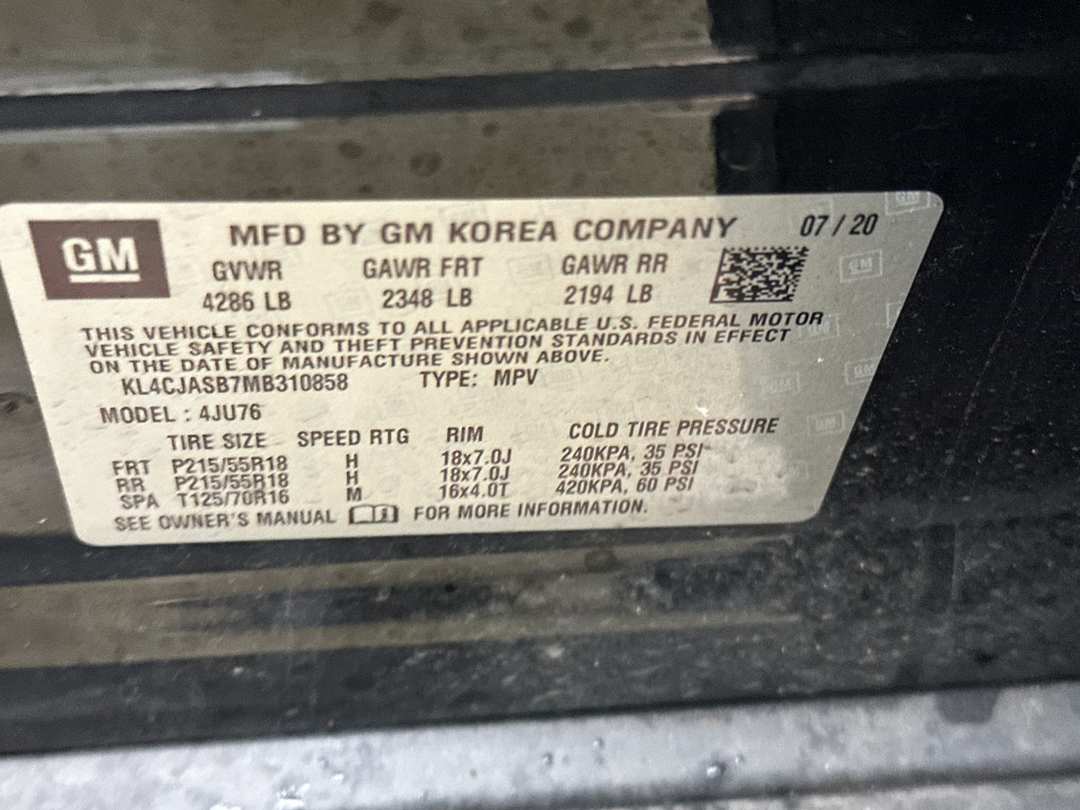 GM
MFD BY GM KOREA COMPANY 07 / 20
GVWR GAWR FRT GAWR RR
4286 LB 2348 LB 2194 LB
THIS VEHICLE CONFORMS TO ALL APPLICABLE U.S. FEDERAL MOTOR
VEHICLE SAFETY AND THEFT PREVENTION STANDARDS IN EFFECT
ON THE DATE OF MANUFACTURE SHOWN ABOVE.
KL4CJASB7MB310858 TYPE: MPV
MODEL : 4JU76
TIRE SIZE SPEED RTG RIM COLD TIRE PRESSURE
FRT P215/55R18 H 18x7.0J 240KPA, 35 PSI
RR P215/55R18 H 18x7.0J 240KPA, 35 PSI
SPA T125/70R16 M 16x4.0T 420KPA, 60 PSI
SEE OWNER'S MANUAL FOR MORE INFORMATION.